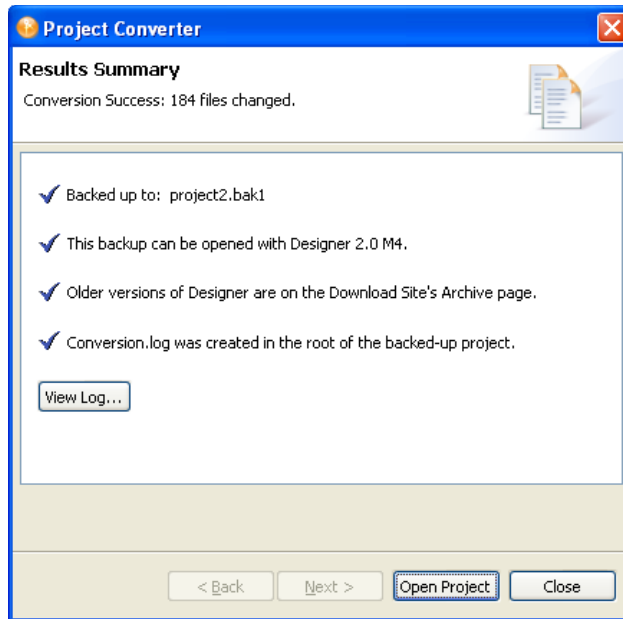 Project Converter
Results Summary
Conversion Success: 184 files changed.
Backed up to: project2.bak1
This backup can be opened with Designer 2.0 M4.
Older versions of Designer are on the Download Site's Archive page.
Conversion.log was created in the root of the backed-up project.
View Log...
< Back Next > Open Project Close